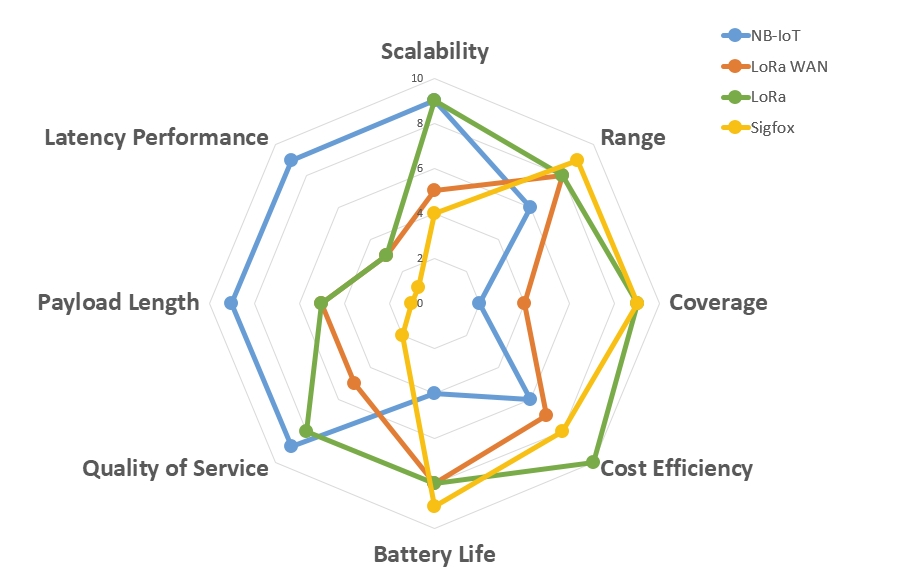 NB-IoT
LoRa WAN
LoRa
Sigfox
Scalability
10
Latency Performance
Range
8
6
4
2
Payload Length
0
Coverage
Quality of Service
Cost Efficiency
Battery Life